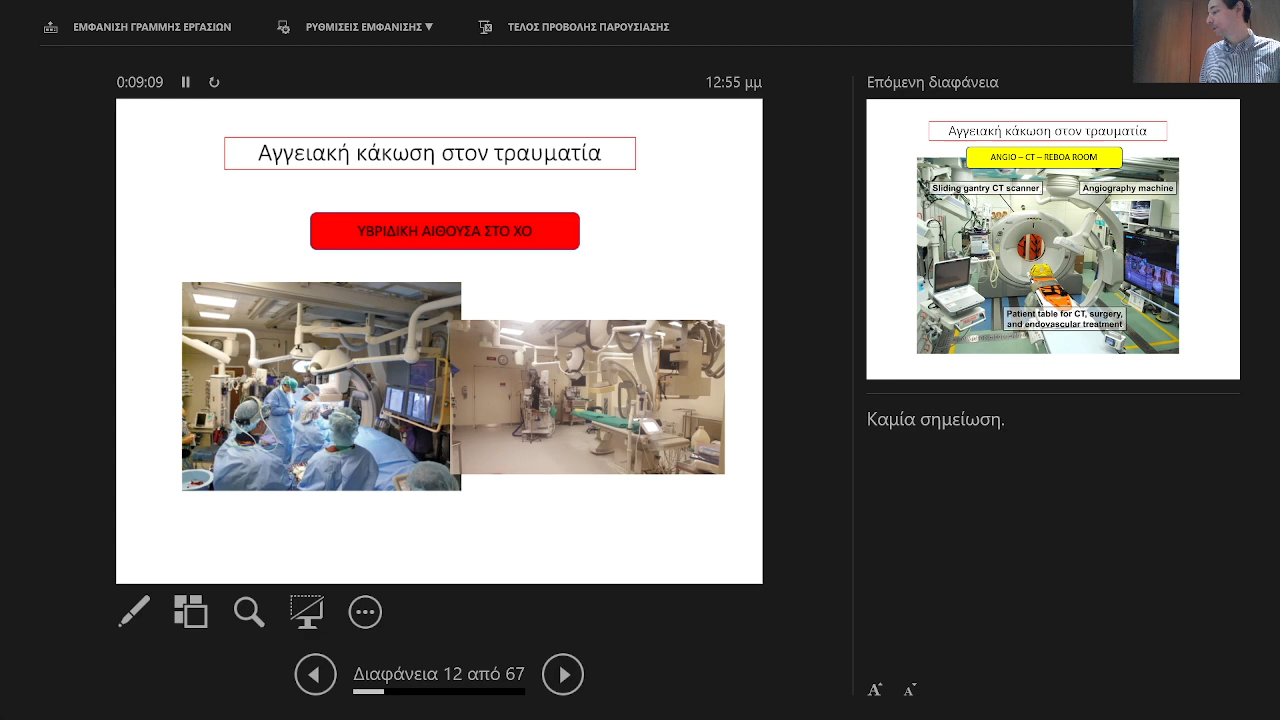 ΕΜΦΑΝΙΣΗ ΓΡΑΜΜΗΣ ΕΡΓΑΣΙΩΝ
ΡΥΘΜΙΣΕΙΣ ΕΜΦΑΝΙΣΗΣ ▼
ΤΕΛΟΣ ΠΡΟΒΟΛΗΣ ΠΑΡΟΥΣΙΑΣΗΣ
0:09:09
12:55 μμ
Αγγειακή κάκωση στον τραυματία
ΥΒΡΙΔΙΚΗ ΑΙΘΟΥΣΑ ΣΤΟ ΧΟ
Διαφάνεια 12 από 67
Επόμενη διαφάνεια
Αγγειακή κάκωση στον τραυματία
ANGIO – CT – REBOA ROOM
Sliding gantry CT scanner
Angiography machine
Patient table for CT, surgery,
and endovascular treatment
Καμία σημείωση.
A A